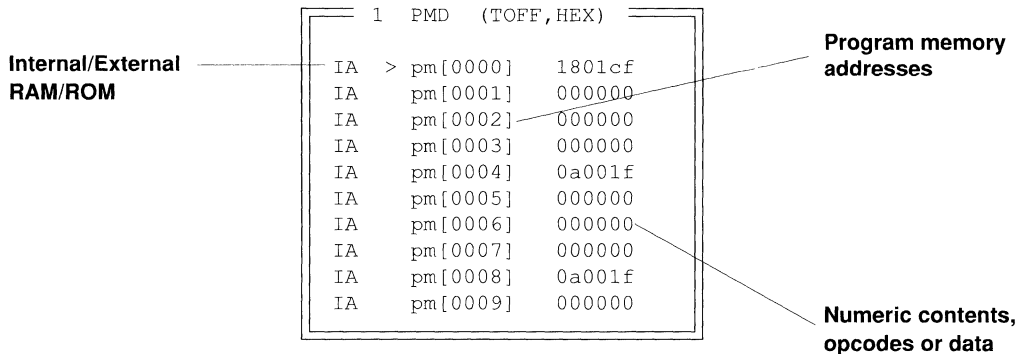 1 PMD (TOFF,HEX)
Internal/External
RAM/ROM
Program memory
addresses
IA > pm[0000] 1801cf
IA pm[0001] 000000
IA pm[0002] 000000
IA pm[0003] 000000
IA pm[0004] 0a001f
IA pm[0005] 000000
IA pm[0006] 000000
IA pm[0007] 000000
IA pm[0008] 0a001f
IA pm[0009] 000000
Numeric contents,
opcodes or data